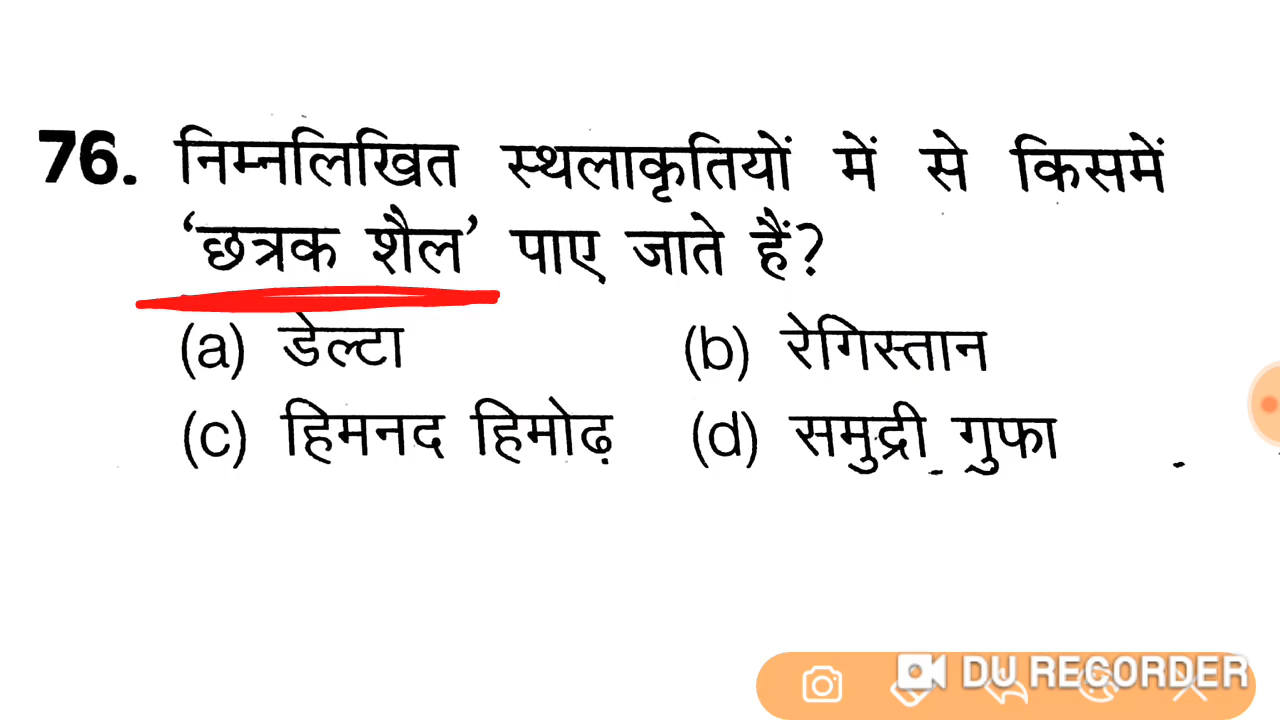 76. निम्नलिखित स्थलाकृतियों में से किसमें
‘छत्रक शैल’ पाए जाते हैं?
(a) डेल्टा (b) रेगिस्तान
(c) हिमनद हिमोढ़ (d) समुद्री गुफा
DU RECORDER